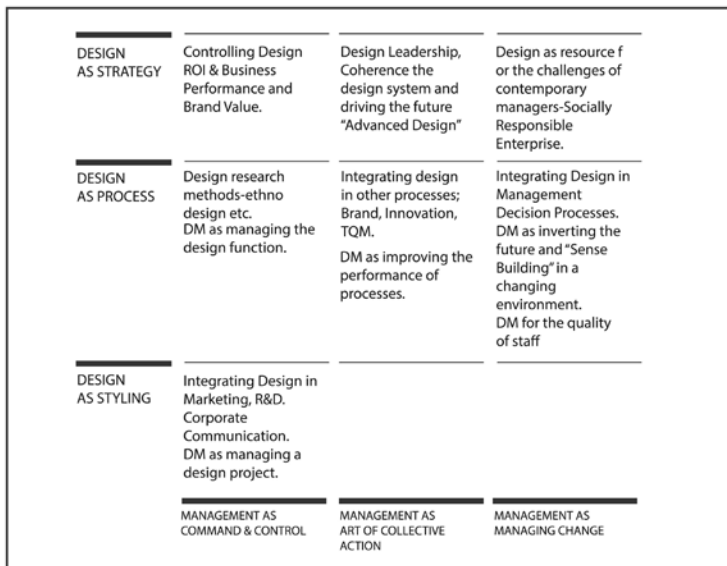 DESIGN
AS STRATEGY
Controlling Design
ROI & Business
Performance and
Brand Value.
Design Leadership,
Coherence the
design system and
driving the future
“Advanced Design”
Design as resource f
or the challenges of
contemporary
managers-Socially
Responsible
Enterprise.
DESIGN
AS PROCESS
Design research
methods-ethno
design etc.
DM as managing the
design function.
Integrating design
in other processes;
Brand, Innovation,
TQM.
DM as improving the
performance of
processes.
Integrating Design in
Management
Decision Processes.
DM as inverting the
future and “Sense
Building” in a
changing
environment.
DM for the quality
of staff
DESIGN
AS STYLING
Integrating Design in
Marketing, R&D.
Corporate
Communication.
DM as managing a
design project.
MANAGEMENT AS
COMMAND & CONTROL
MANAGEMENT AS
ART OF COLLECTIVE
ACTION
MANAGEMENT AS
MANAGING CHANGE